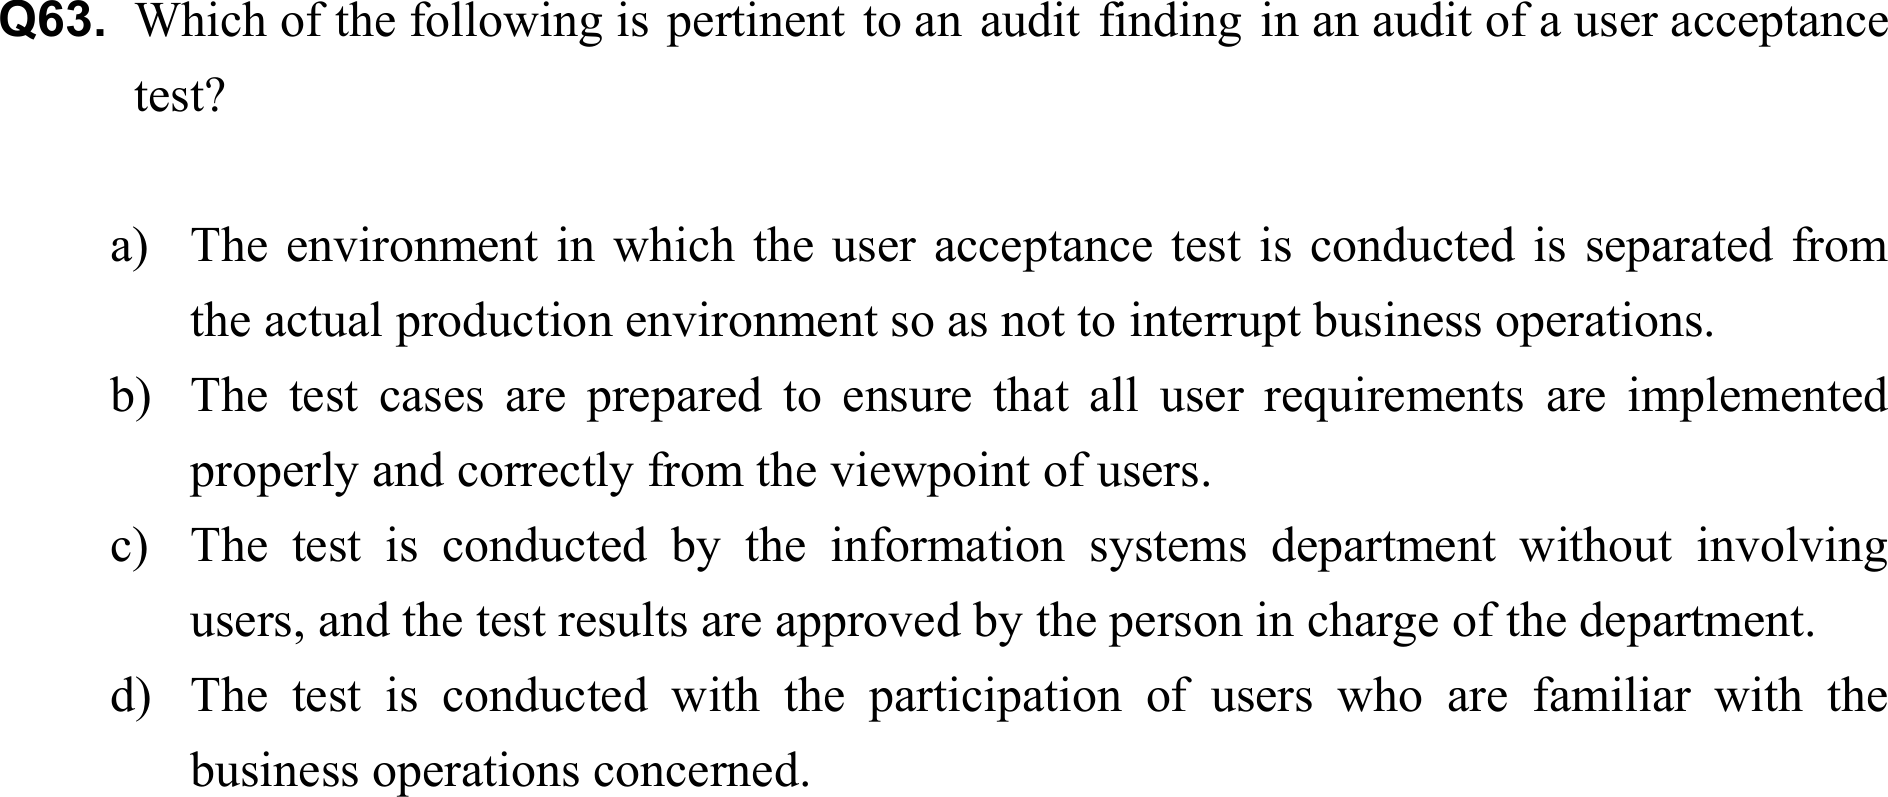 Q63. Which of the following is pertinent to an audit finding in an audit of a user acceptance
test?
a) The environment in which the user acceptance test is conducted is separated from
the actual production environment so as not to interrupt business operations.
b) The test cases are prepared to ensure that all user requirements are implemented
properly and correctly from the viewpoint of users.
c) The test is conducted by the information systems department without involving
users, and the test results are approved by the person in charge of the department.
d) The test is conducted with the participation of users who are familiar with the
business operations concerned.